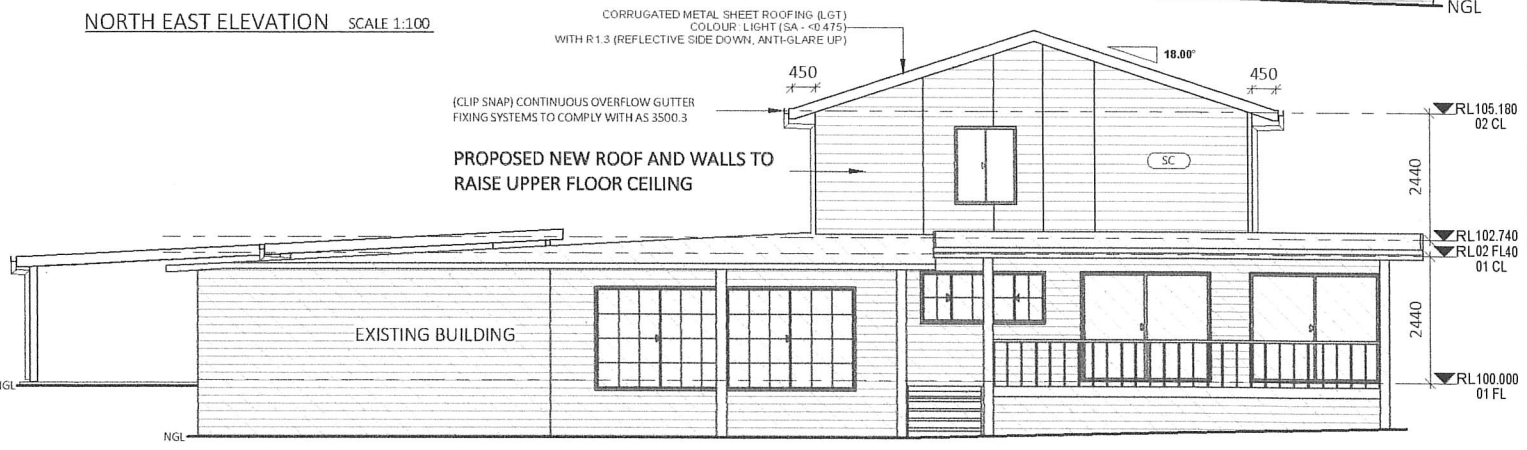 NGL
NORTH EAST ELEVATION SCALE 1:100
CORRUGATED METAL SHEET ROOFING (LGT)
COLOUR: LIGHT (SA - <0.475)
WITH R1.3 (REFLECTIVE SIDE DOWN, ANTI-GLARE UP)
18.00°
450
450
(CLIP SNAP) CONTINUOUS OVERFLOW GUTTER
FIXING SYSTEMS TO COMPLY WITH AS 3500.3
RL105.180
02 CL
PROPOSED NEW ROOF AND WALLS TO
RAISE UPPER FLOOR CEILING
SC
2440
RL102.740
RL02 FL40
01 CL
EXISTING BUILDING
2440
NGL
RL100.000
01 FL
NGL